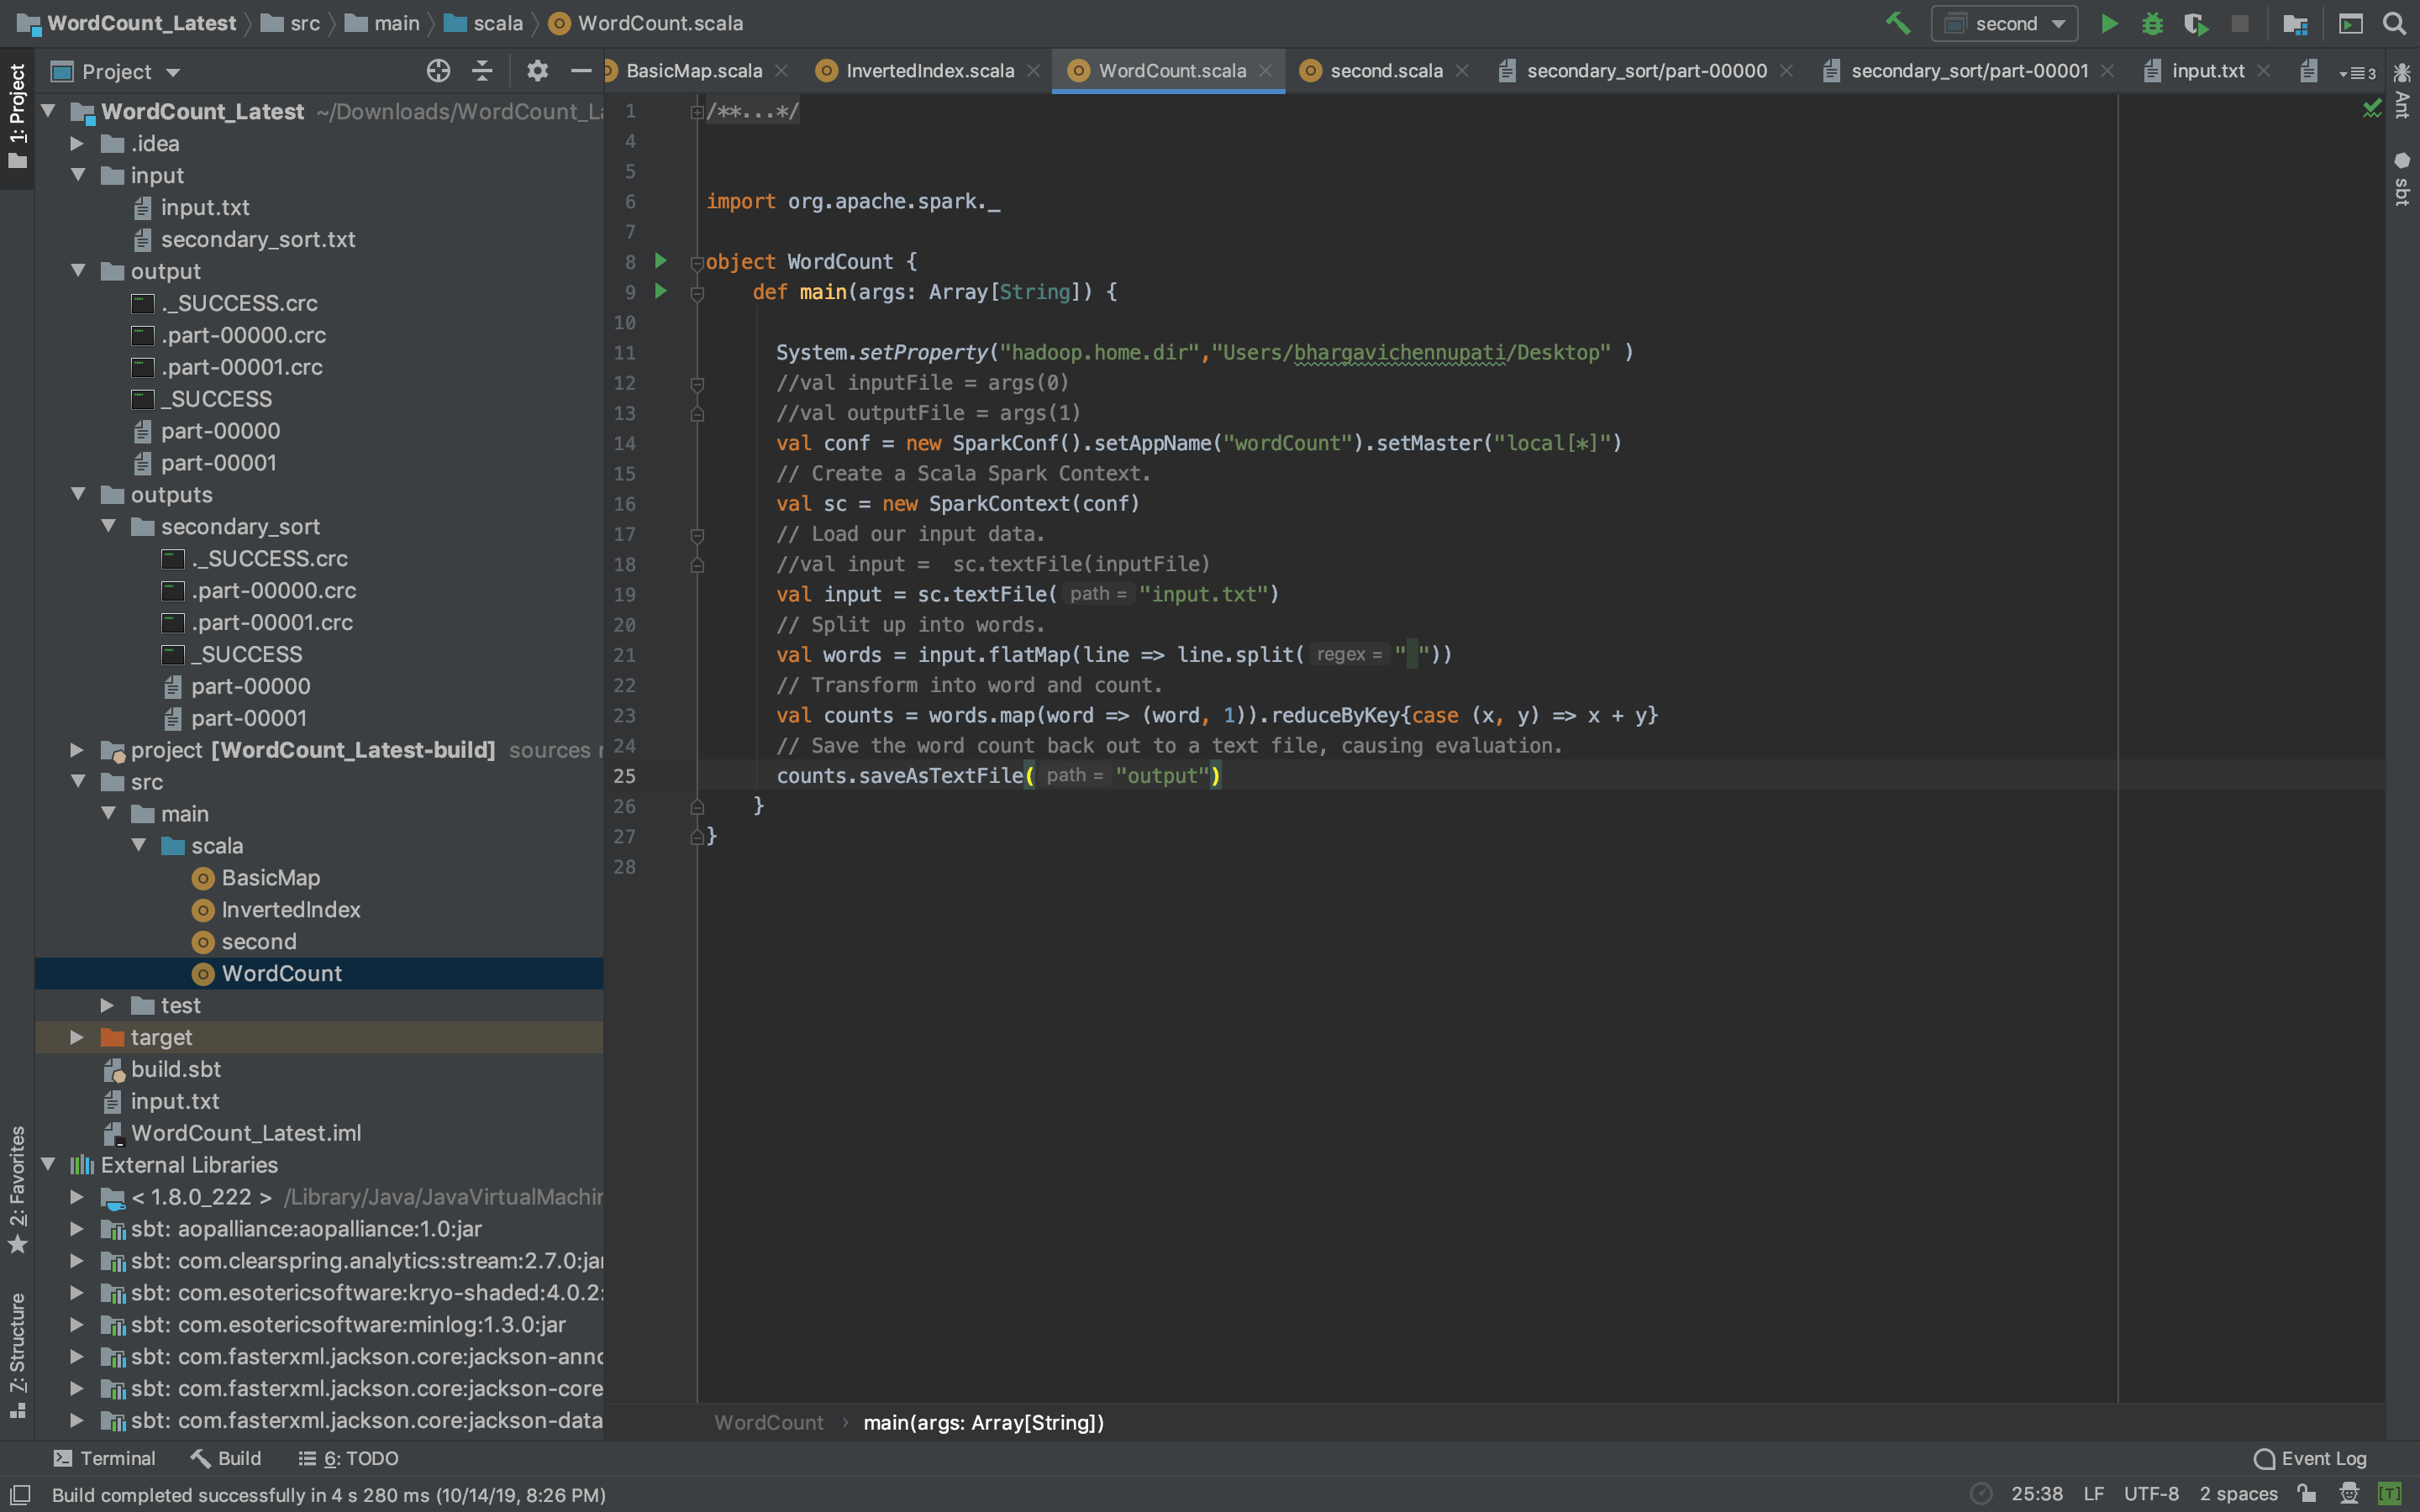 WordCount_Latest src main scala WordCount.scala second
1: Project
Project
BasicMap.scala InvertedIndex.scala WordCount.scala second.scala secondary_sort/part-00000 secondary_sort/part-00001 input.txt 3
WordCount_Latest ~/Downloads/WordCount_L
.idea
input
input.txt
secondary_sort.txt
output
._SUCCESS.crc
.part-00000.crc
.part-00001.crc
_SUCCESS
part-00000
part-00001
outputs
secondary_sort
._SUCCESS.crc
.part-00000.crc
.part-00001.crc
_SUCCESS
part-00000
part-00001
project [WordCount_Latest-build] sources
src
main
scala
BasicMap
InvertedIndex
second
WordCount
test
target
build.sbt
input.txt
WordCount_Latest.iml
External Libraries
< 1.8.0_222 > /Library/Java/JavaVirtualMachin
sbt: aopalliance:aopalliance:1.0:jar
sbt: com.clearspring.analytics:stream:2.7.0:jar
sbt: com.esotericsoftware:kryo-shaded:4.0.2:
sbt: com.esotericsoftware:minlog:1.3.0:jar
sbt: com.fasterxml.jackson.core:jackson-anno
sbt: com.fasterxml.jackson.core:jackson-core
sbt: com.fasterxml.jackson.core:jackson-data
2: Favorites
7: Structure
1 /**...*/
4
5
6 import org.apache.spark._
7
8 object WordCount {
9 def main(args: Array[String]) {
10
11 System.setProperty("hadoop.home.dir","Users/bhargavichennupati/Desktop" )
12 //val inputFile = args(0)
13 //val outputFile = args(1)
14 val conf = new SparkConf().setAppName("wordCount").setMaster("local[*]")
15 // Create a Scala Spark Context.
16 val sc = new SparkContext(conf)
17 // Load our input data.
18 //val input =  sc.textFile(inputFile)
19 val input = sc.textFile( path = "input.txt")
20 // Split up into words.
21 val words = input.flatMap(line => line.split( regex = " "))
22 // Transform into word and count.
23 val counts = words.map(word => (word, 1)).reduceByKey{case (x, y) => x + y}
24 // Save the word count back out to a text file, causing evaluation.
25 counts.saveAsTextFile( path = "output")
26 }
27 }
28
Ant
sbt
WordCount › main(args: Array[String])
Terminal Build 6: TODO Event Log
Build completed successfully in 4 s 280 ms (10/14/19, 8:26 PM) 25:38 LF UTF-8 2 spaces [T]